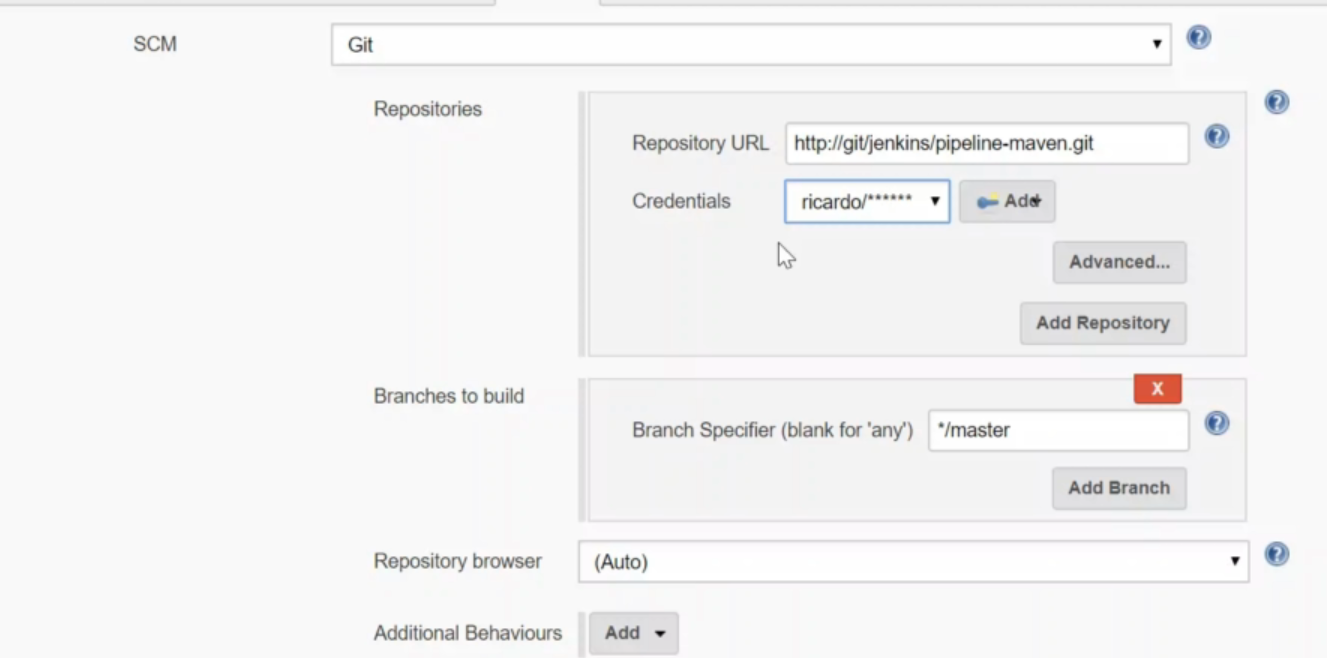 SCM Git
Repositories
Repository URL http://git/jenkins/pipeline-maven.git
Credentials ricardo/****** Add
Advanced...
Add Repository
Branches to build
X
Branch Specifier (blank for 'any') */master
Add Branch
Repository browser (Auto)
Additional Behaviours Add